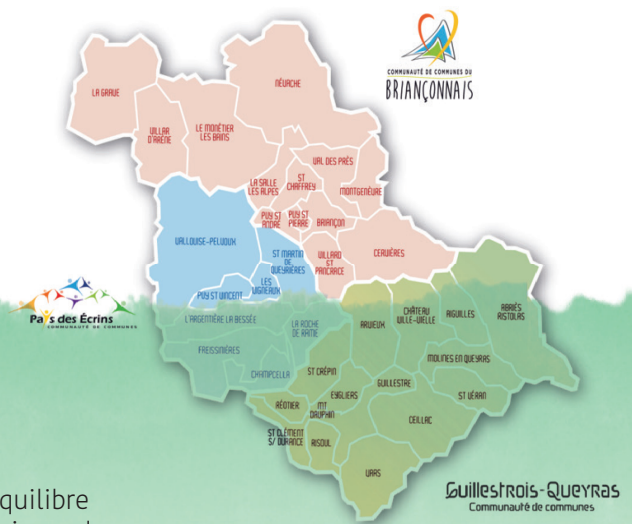 COMMUNAUTÉ DE COMMUNES DU
BRIANÇONNAIS
LA GRAVE
NÉVACHE
VILLAR
D'ARÈNE
LE MONÊTIER
LES BAINS
VAL DES PRÈS
ST
CHAFFREY
LA SALLE
LES ALPES
MONTGENÈVRE
PUY ST
ANDRÉ
PUY ST
PIERRE
BRIANÇON
VALLOUISE-PELVOUX
ST MARTIN
DE
QUEYRIÈRES
VILLARD
ST
PANCRACE
CERVIÈRES
LES
VIGNEAUX
PUY ST VINCENT
Pays des Écrins
COMMUNAUTÉ DE COMMUNES
L'ARGENTIÈRE LA BESSÉE
LA ROCHE
DE RAME
ARVIEUX
CHÂTEAU
VILLE-VIELLE
AIGUILLES
ABRIÈS
RISTOLAS
FREISSINIÈRES
MOLINES EN QUEYRAS
CHAMPCELLA
ST CRÉPIN
GUILLESTRE
EYGLIERS
ST VÉRAN
RÉOTIER
MT
DAUPHIN
CEILLAC
ST CLÉMENT
S/ DURANCE
RISOUL
VARS
Guillestrois-Queyras
Communauté de communes
quilibre